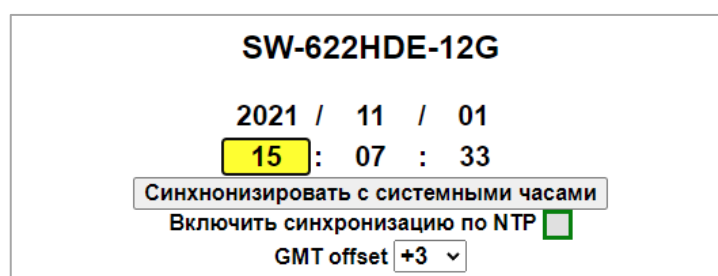 SW-622HDE-12G
2021 / 11 / 01
15 : 07 : 33
Синхнонизировать с системными часами
Включить синхронизацию по NTP
GMT offset +3